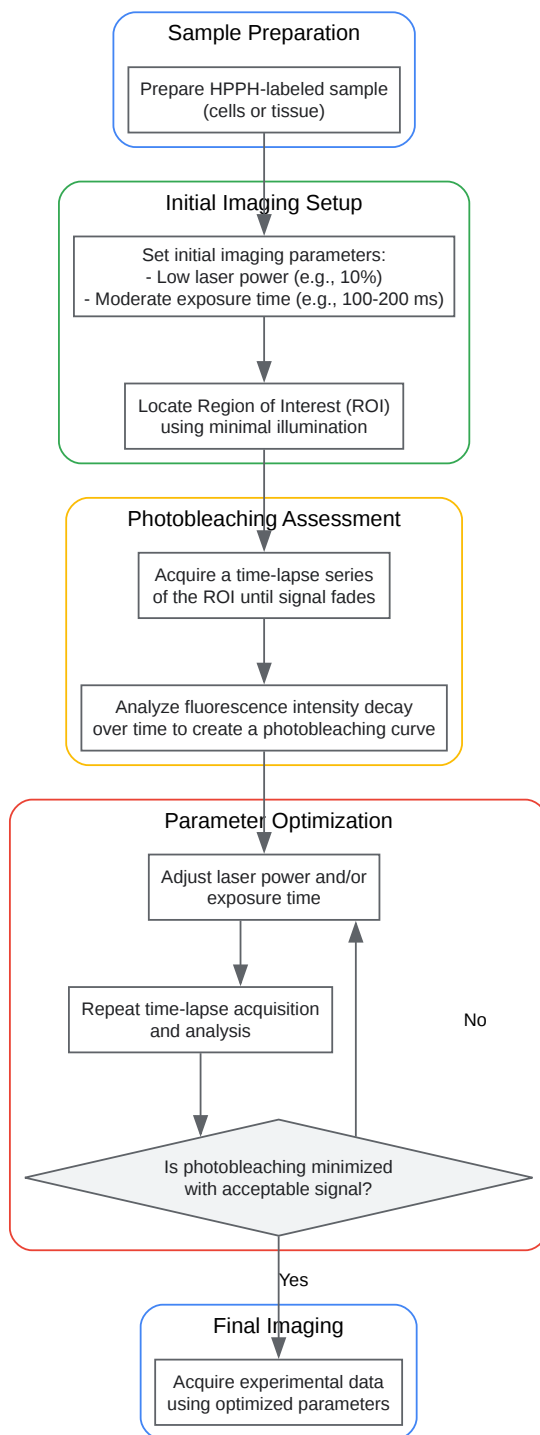 Sample Preparation
Prepare HPPH-labeled sample
(cells or tissue)
Initial Imaging Setup
Set initial imaging parameters:
- Low laser power (e.g., 10%)
- Moderate exposure time (e.g., 100-200 ms)
Locate Region of Interest (ROI)
using minimal illumination
Photobleaching Assessment
Acquire a time-lapse series
of the ROI until signal fades
Analyze fluorescence intensity decay
over time to create a photobleaching curve
Parameter Optimization
Adjust laser power and/or
exposure time
Repeat time-lapse acquisition
and analysis
No
Is photobleaching minimized
with acceptable signal?
Yes
Final Imaging
Acquire experimental data
using optimized parameters